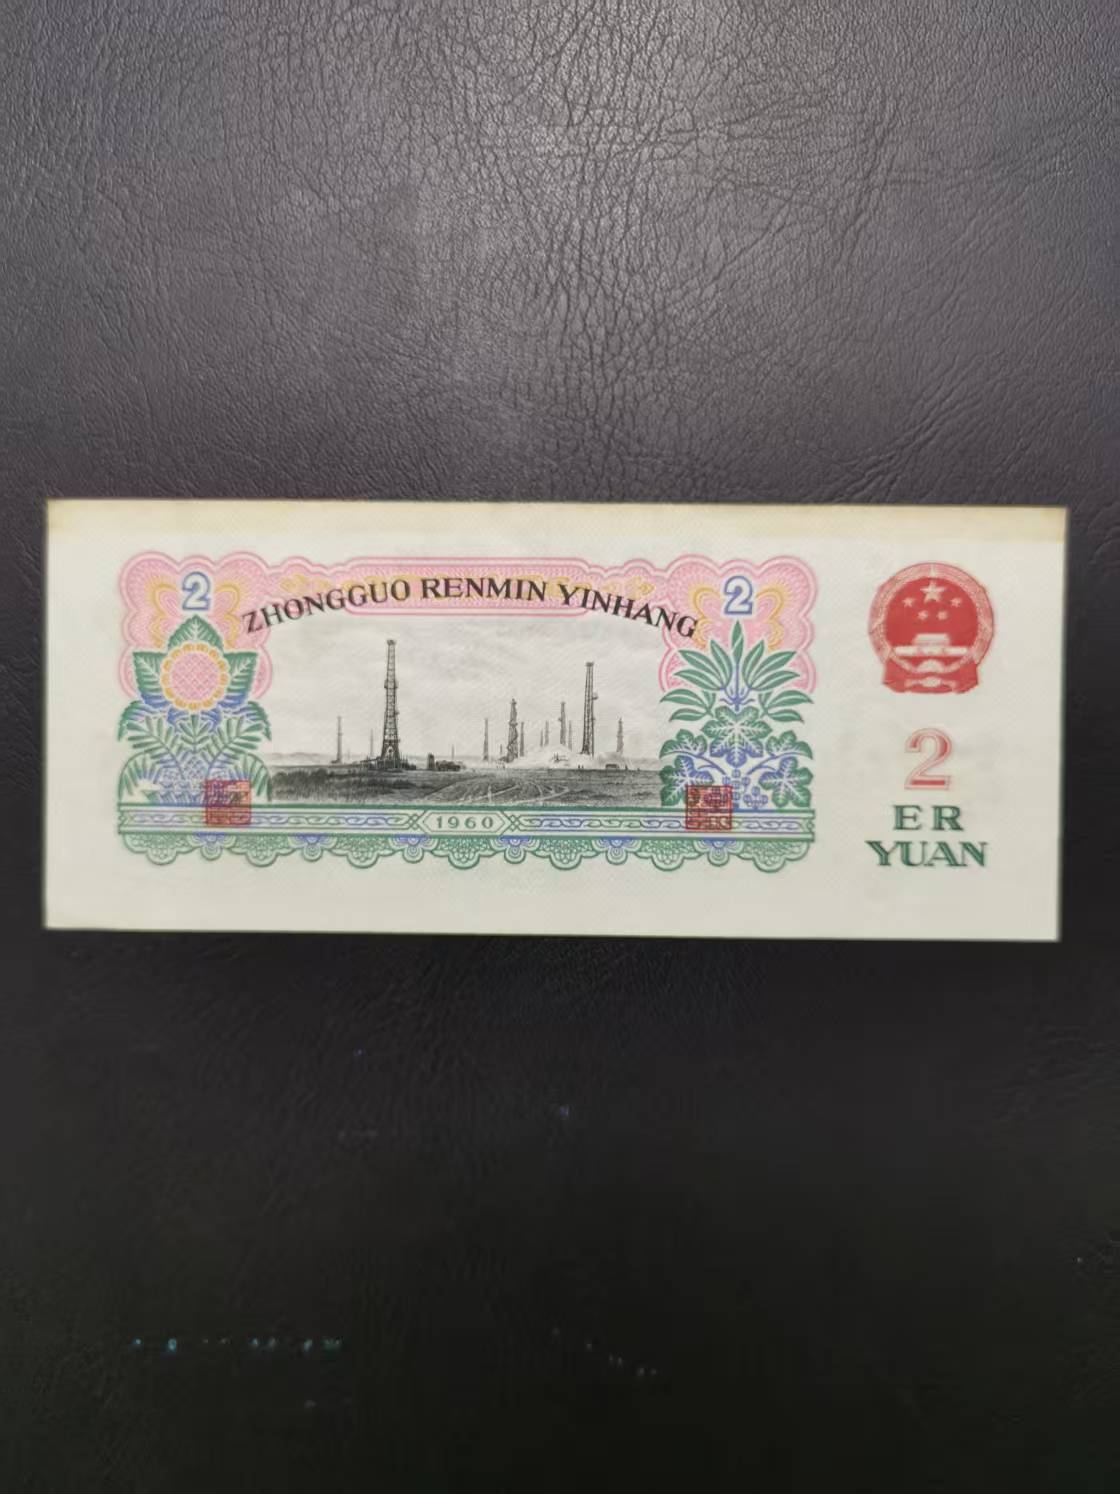 2 2
ZHONGGUO RENMIN YINHANG
1960
2
ER
YUAN